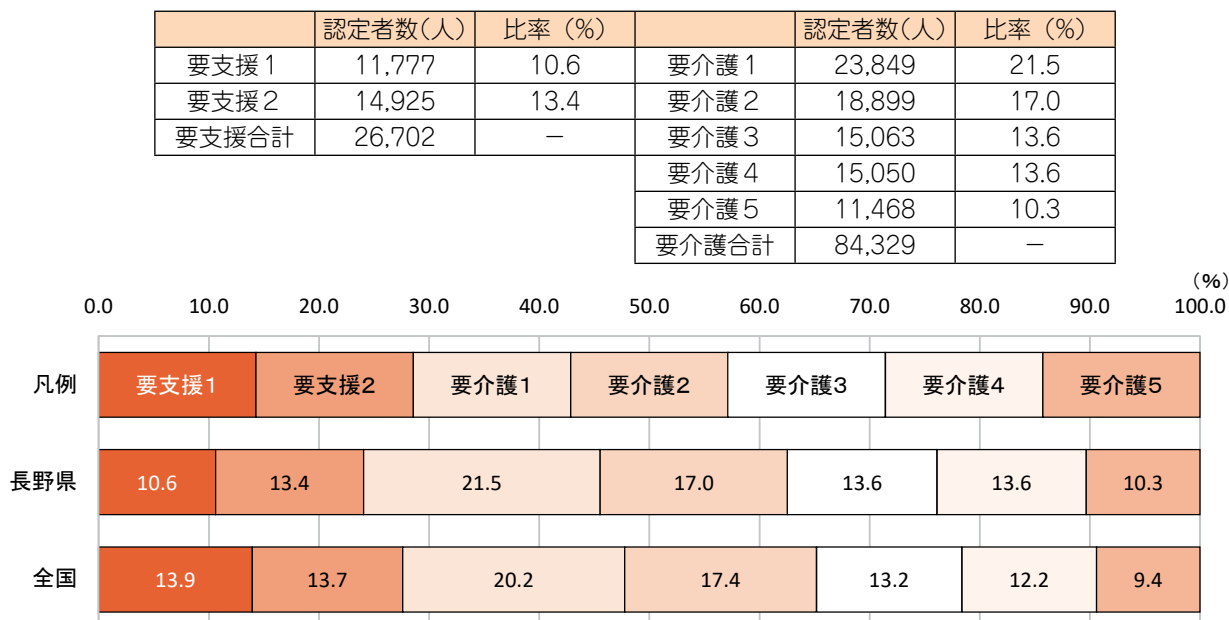 認定者数(人) 比率（%） 認定者数(人) 比率（%）
要支援1 11,777 10.6 要介護1 23,849 21.5
要支援2 14,925 13.4 要介護2 18,899 17.0
要支援合計 26,702 － 要介護3 15,063 13.6
要介護4 15,050 13.6
要介護5 11,468 10.3
要介護合計 84,329 －
（%）
0.0 10.0 20.0 30.0 40.0 50.0 60.0 70.0 80.0 90.0 100.0
凡例 要支援1 要支援2 要介護1 要介護2 要介護3 要介護4 要介護5
長野県 10.6 13.4 21.5 17.0 13.6 13.6 10.3
全国 13.9 13.7 20.2 17.4 13.2 12.2 9.4